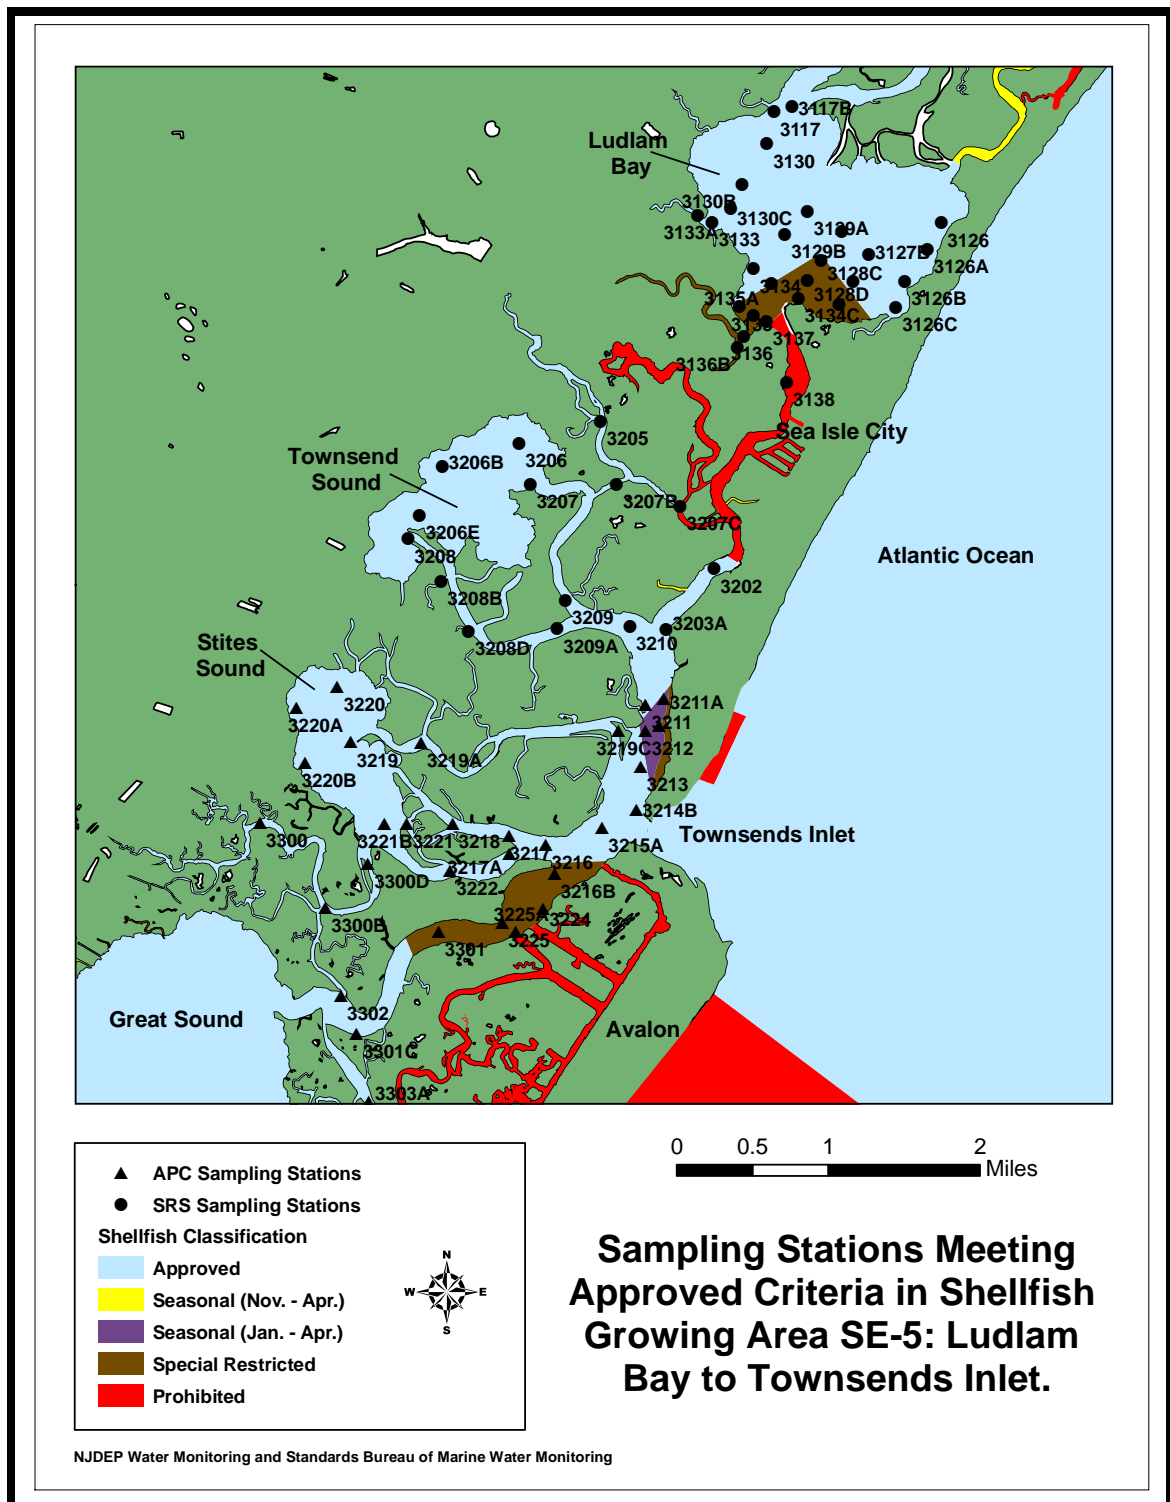 3117B
3117
Ludlam
Bay
3130
3130B
3130C
3133A
3133
3129A
3129B
3126
3127B
3126A
3128C
3134
3128D
3126B
3135A
3134C
3126C
3137
3136
3136B
3138
Sea Isle City
3205
Townsend
Sound
3206B
3206
3207
3207B
3207C
3206E
3208
Atlantic Ocean
3202
3208B
3209
3203A
3210
3208D
3209A
Stites
Sound
3220
3211A
3220A
3211
3219
3219A
3219C
3212
3220B
3213
3214B
Townsends Inlet
3300
3221B
3221
3218
3217
3215A
3216
3217A
3300D
3222
3216B
3225A
3224
3300B
3301
3225
Great Sound
3302
Avalon
3301C
3303A
APC Sampling Stations
SRS Sampling Stations
Shellfish Classification
Approved
Seasonal (Nov. - Apr.)
Seasonal (Jan. - Apr.)
Special Restricted
Prohibited
N
W
E
S
0 0.5 1 2
Miles
Sampling Stations Meeting
Approved Criteria in Shellfish
Growing Area SE-5: Ludlam
Bay to Townsends Inlet.
NJDEP Water Monitoring and Standards Bureau of Marine Water Monitoring